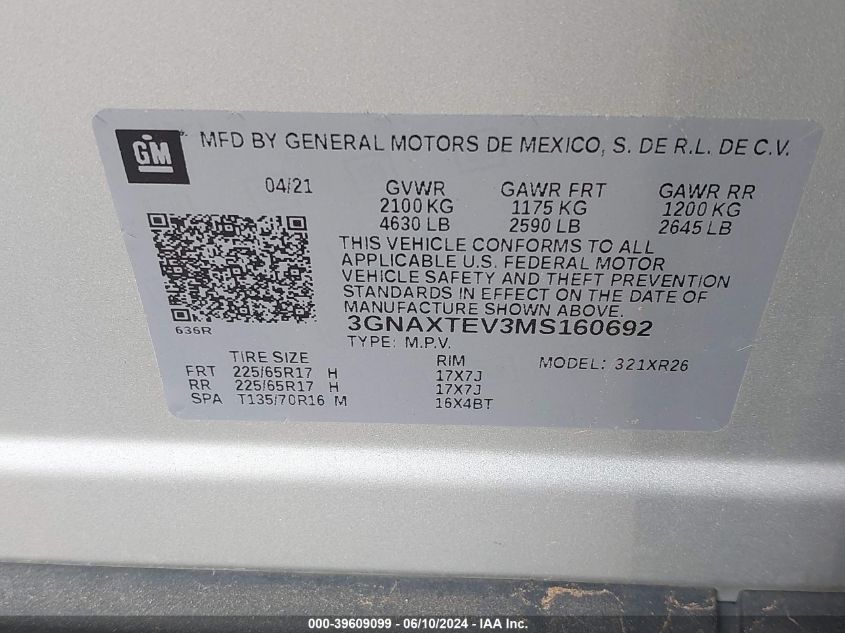 GM
MFD BY GENERAL MOTORS DE MEXICO, S. DE R.L. DE C.V.
04/21 GVWR GAWR FRT GAWR RR
2100 KG 1175 KG 1200 KG
4630 LB 2590 LB 2645 LB
THIS VEHICLE CONFORMS TO ALL
APPLICABLE U.S. FEDERAL MOTOR
VEHICLE SAFETY AND THEFT PREVENTION
STANDARDS IN EFFECT ON THE DATE OF
MANUFACTURE SHOWN ABOVE.
636R
3GNAXTEV3MS160692
TYPE: M.P.V.
TIRE SIZE RIM MODEL: 321XR26
FRT 225/65R17 H 17X7J
RR 225/65R17 H 17X7J
SPA T135/70R16 M 16X4BT
000-39609099 - 06/10/2024 - IAA Inc.